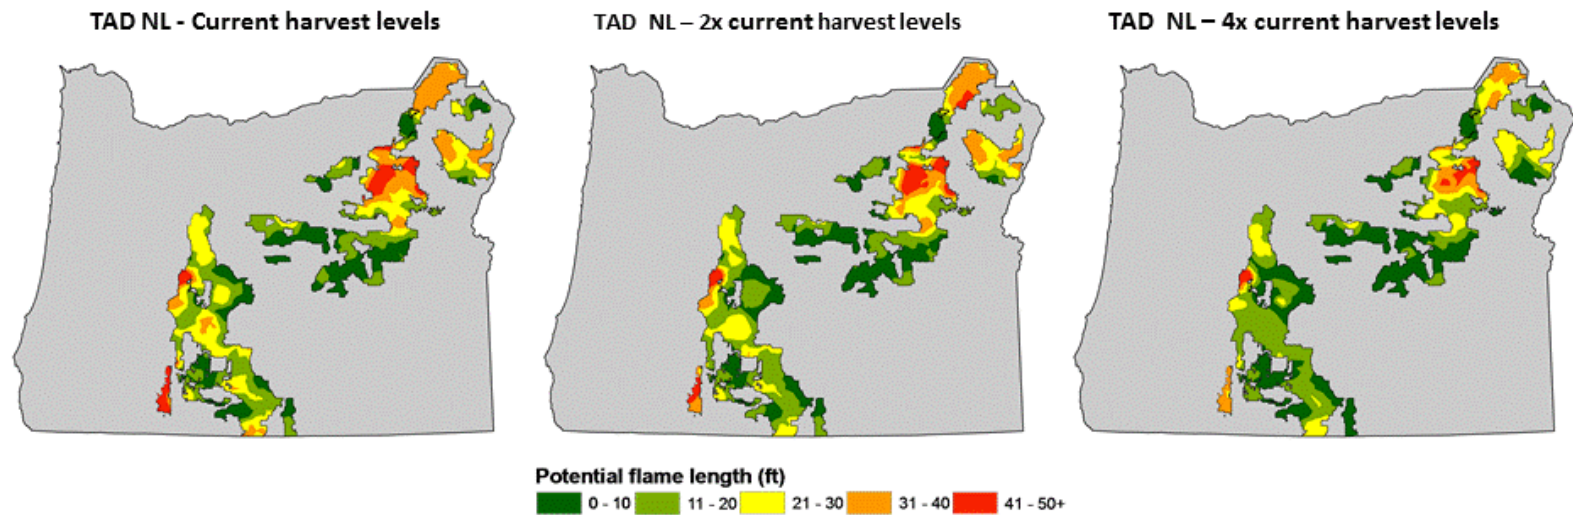 TAD NL - Current harvest levels
TAD NL – 2x current harvest levels
TAD NL – 4x current harvest levels
Potential flame length (ft)
0 - 10 11 - 20 21 - 30 31 - 40 41 - 50+